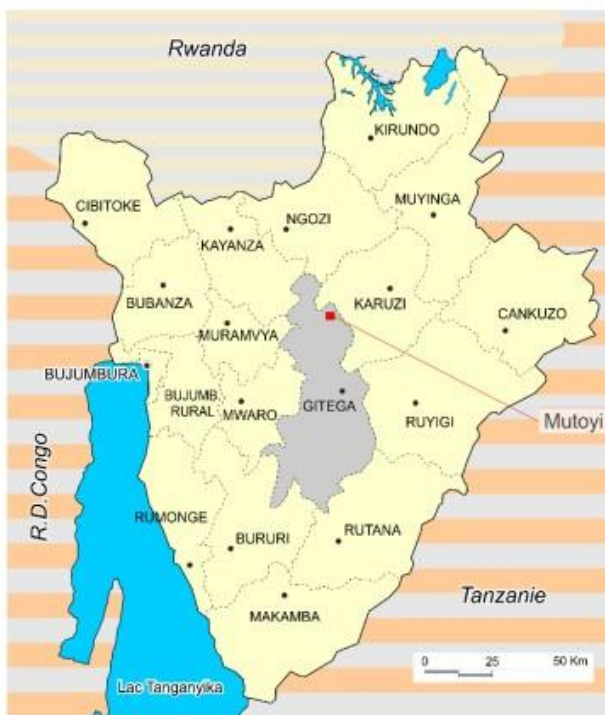 Rwanda
KIRUNDO
CIBITOKE
MUYINGA
NGOZI
KAYANZA
BUBANZA
KARUZI
CANKUZO
MURAMVYA
BUJUMBURA
BUJUMB.
RURAL
MWARO
GITEGA
RUYIGI
Mutoyi
R.D.Congo
RUMONGE
BURURI
RUTANA
MAKAMBA
Tanzanie
0 25 50 Km
Lac Tanganyika